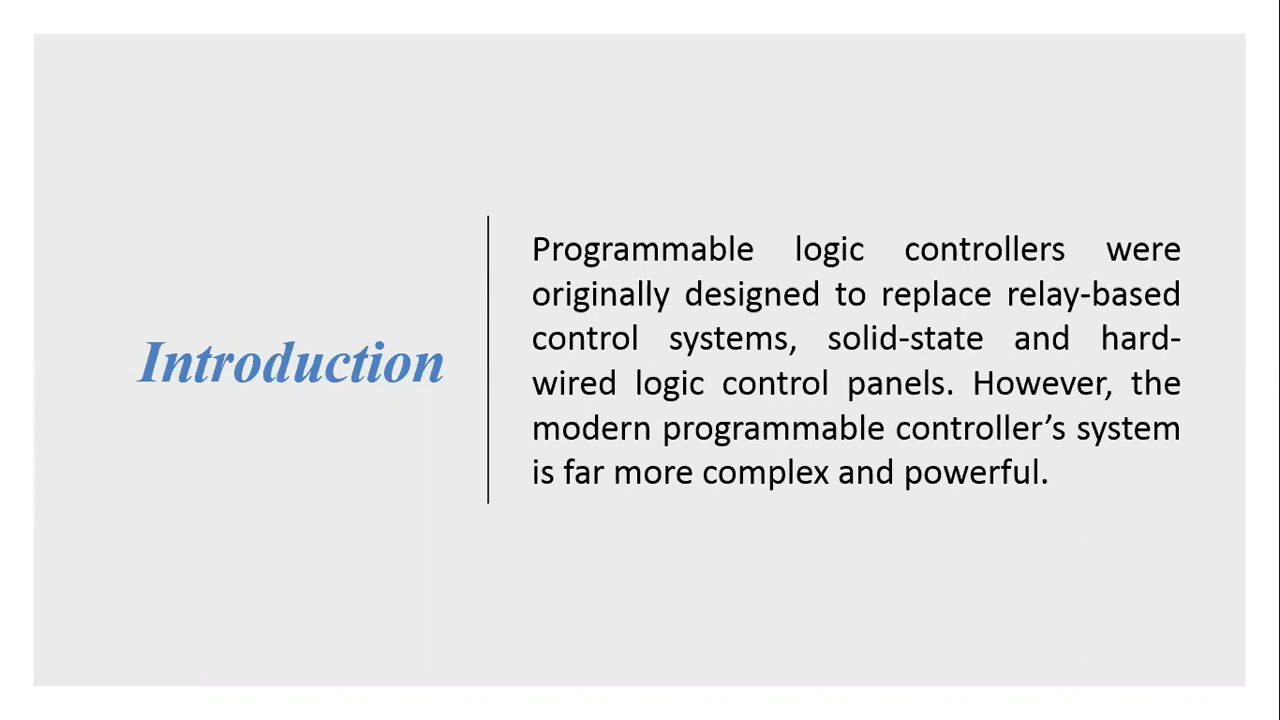 Introduction
Programmable logic controllers were
originally designed to replace relay-based
control systems, solid-state and hard-
wired logic control panels. However, the
modern programmable controller’s system
is far more complex and powerful.